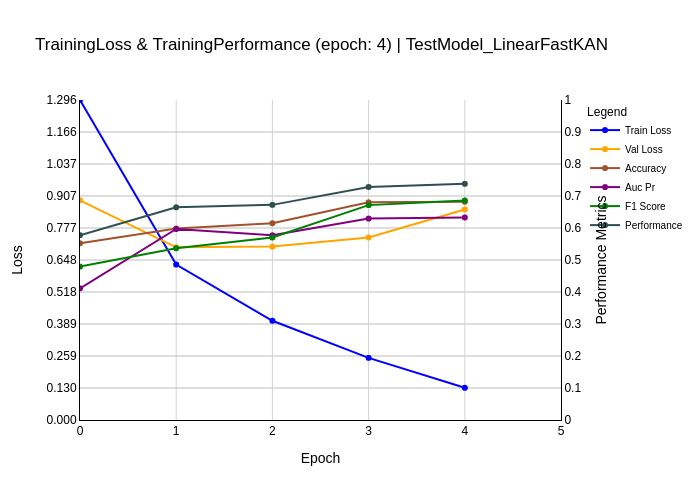 TrainingLoss & TrainingPerformance (epoch: 4) | TestModel_LinearFastKAN
1.296
1.166
1.037
0.907
0.777
0.648
0.518
0.389
0.259
0.130
0.000
Loss
0 1 2 3 4 5
Epoch
1
0.9
0.8
0.7
0.6
0.5
0.4
0.3
0.2
0.1
0
Performance Metrics
Legend
Train Loss
Val Loss
Accuracy
Auc Pr
F1 Score
Performance